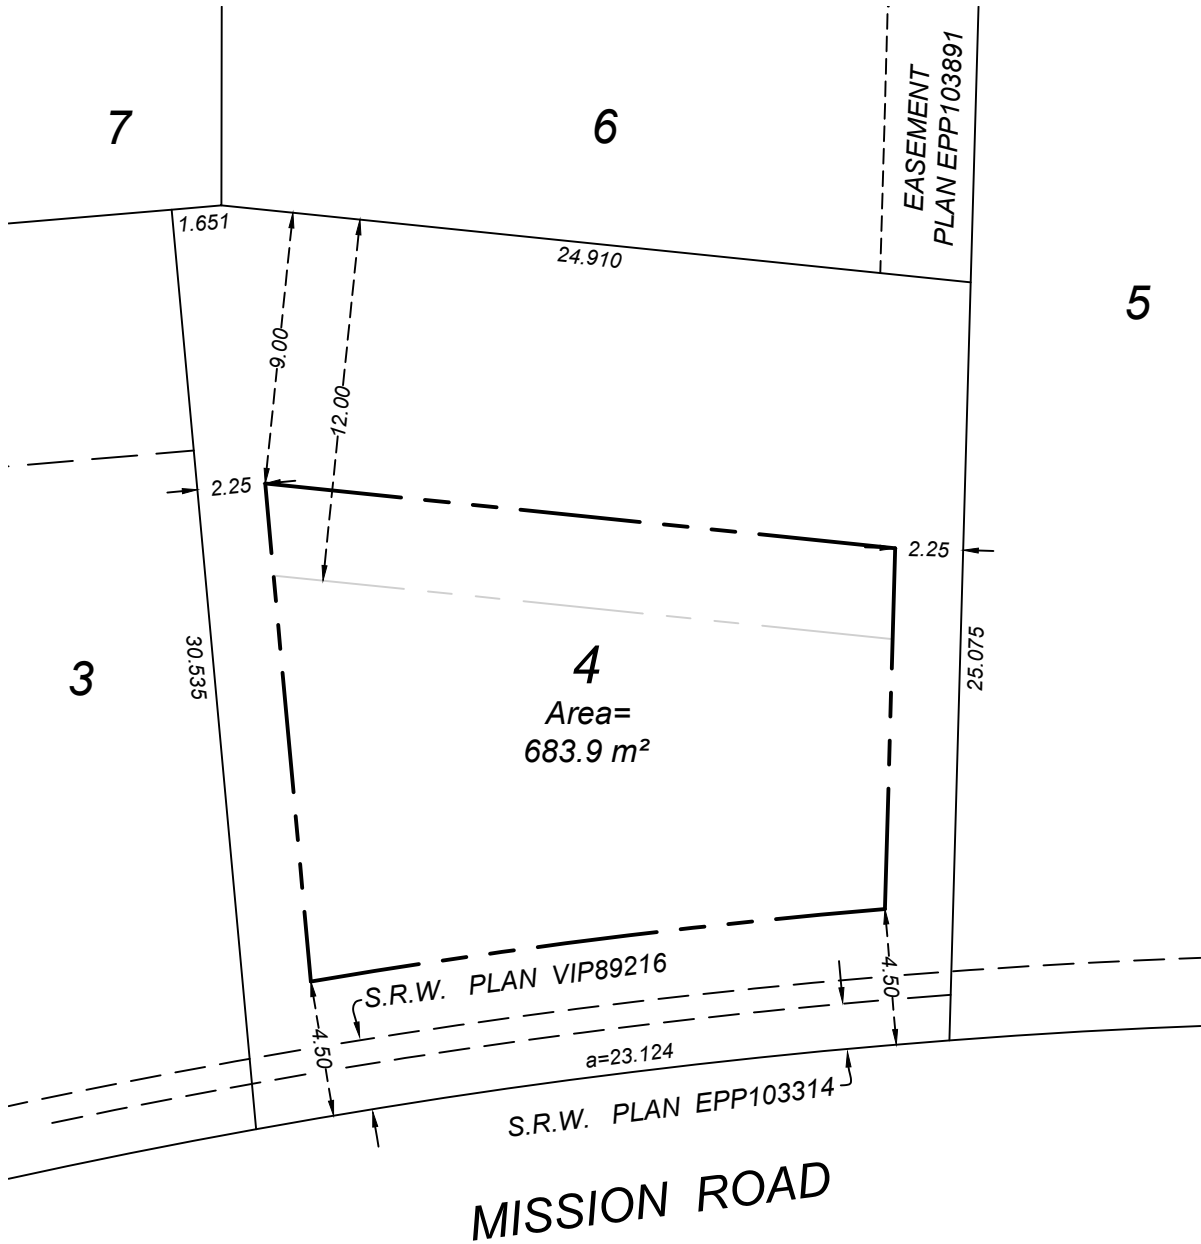 7
6
EASEMENT
PLAN EPP103891
1.651
24.910
5
9.00
12.00
2.25
2.25
30.535
25.075
3
4
Area=
683.9 m²
S.R.W. PLAN VIP89216
4.50
4.50
a=23.124
S.R.W. PLAN EPP103314
MISSION ROAD